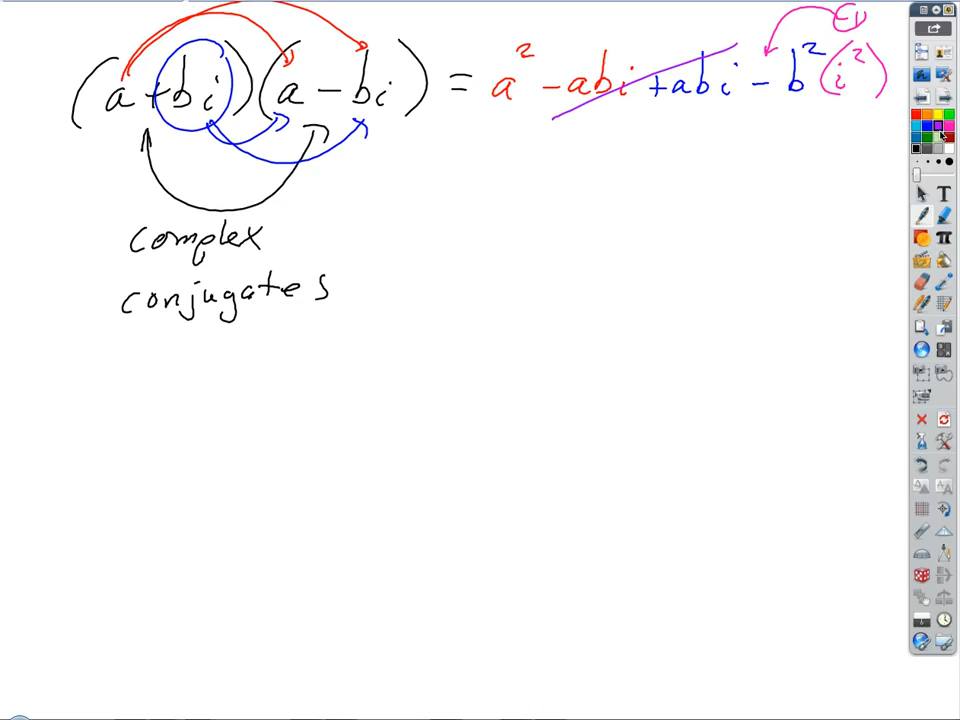 (a+bi)(a-bi) = a² - abi + abi - b²(i²)
(-1)
complex
conjugates
T
π